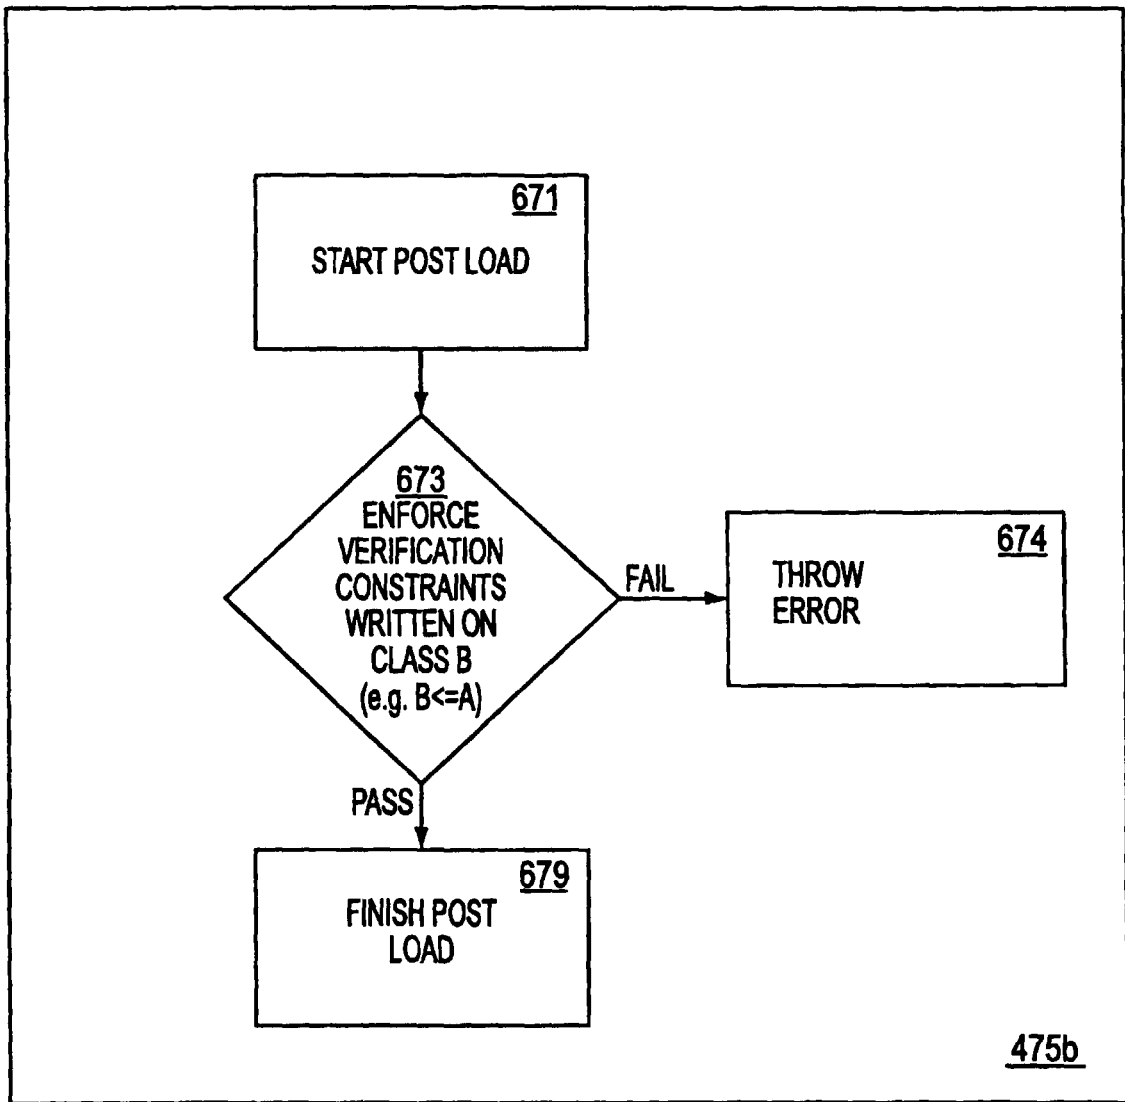 671
START POST LOAD
673
ENFORCE
VERIFICATION
CONSTRAINTS
WRITTEN ON
CLASS B
(e.g. B<=A)
FAIL
674
THROW
ERROR
PASS
679
FINISH POST
LOAD
475b